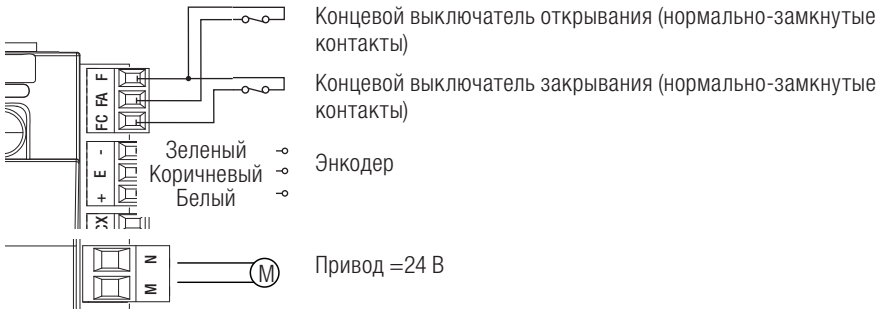 Концевой выключатель открывания (нормально-замкнутые
контакты)
Концевой выключатель закрывания (нормально-замкнутые
контакты)
F
FA
FC
Зеленый
Коричневый
Белый
Энкодер
-
E
+
CX
N
M
M
Привод =24 В